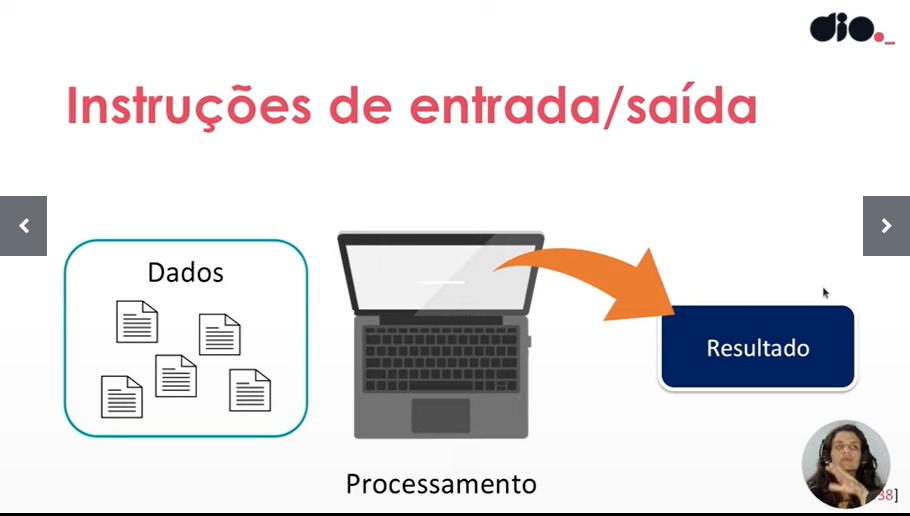 dio._
Instruções de entrada/saída
Dados
Resultado
Processamento
38]